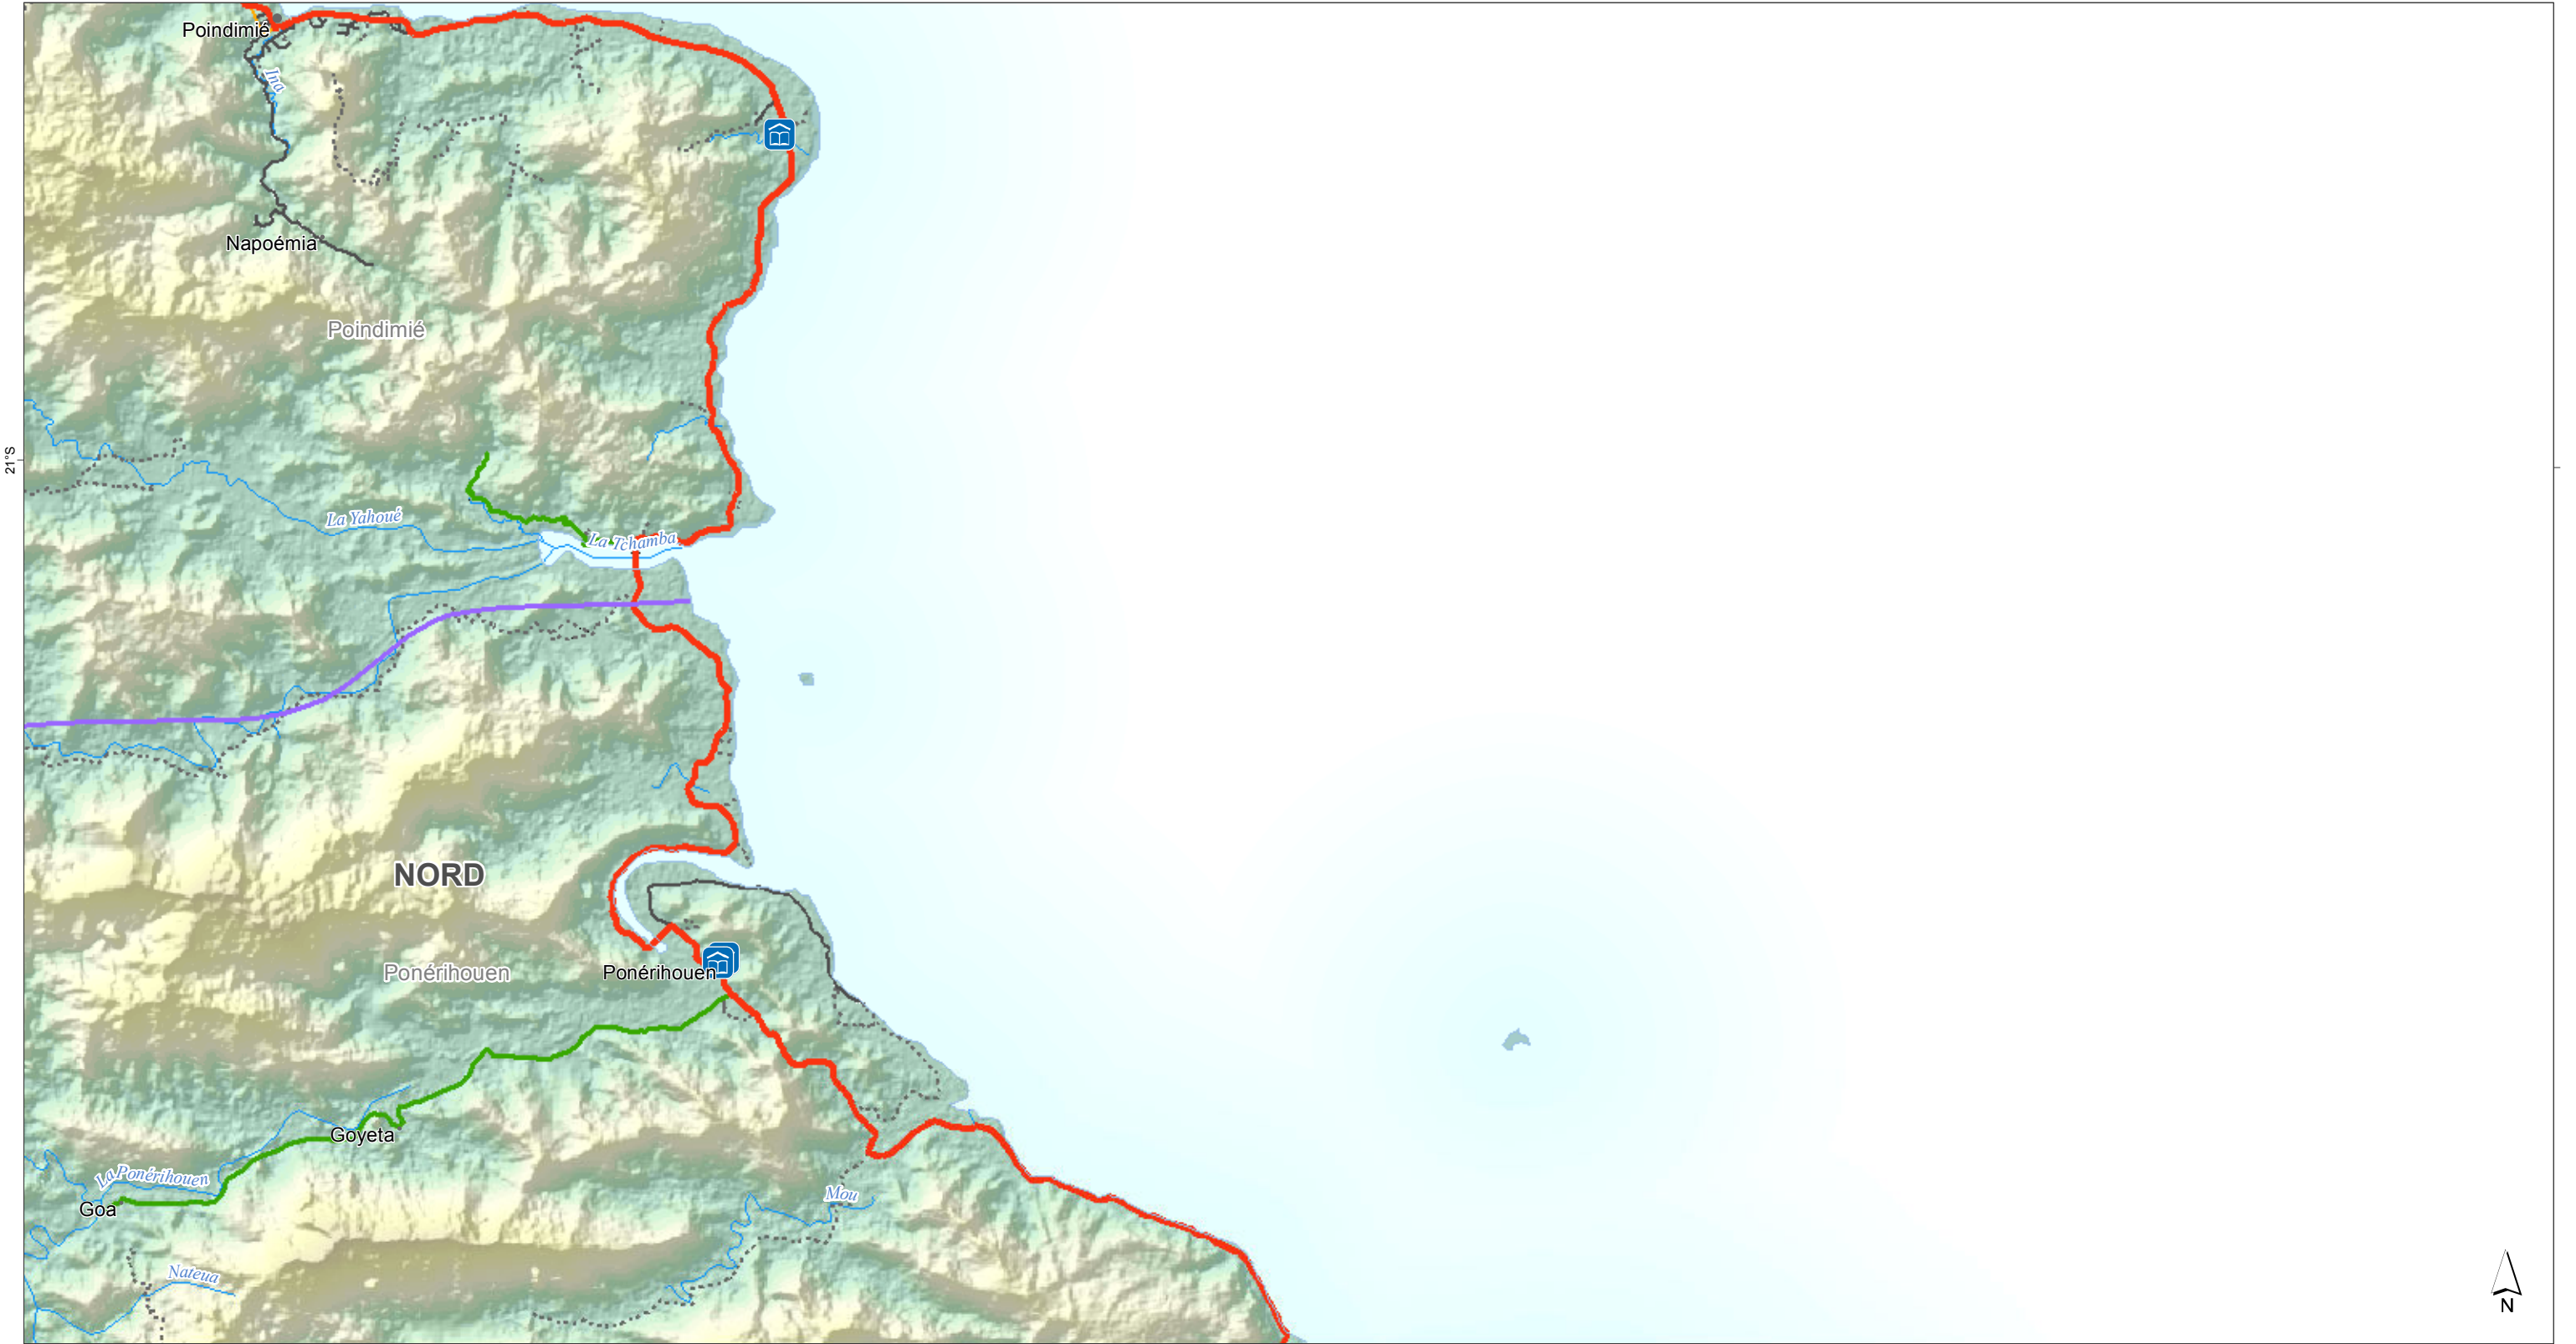 Poindimié
Ina
Napoémia
Poindimié
21°S
La Yahoué
La Tchamba
NORD
Ponérihouen
Ponérihouen
Goyeta
La Ponérihouen
Goa
Mou
Nateua
N